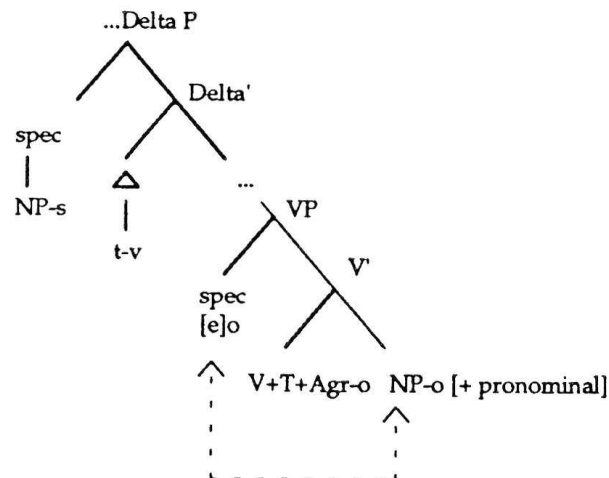 ...Delta P
Delta'
spec
NP-s
t-v
...
VP
V'
spec
[e]o
V+T+Agr-o NP-o [+ pronominal]